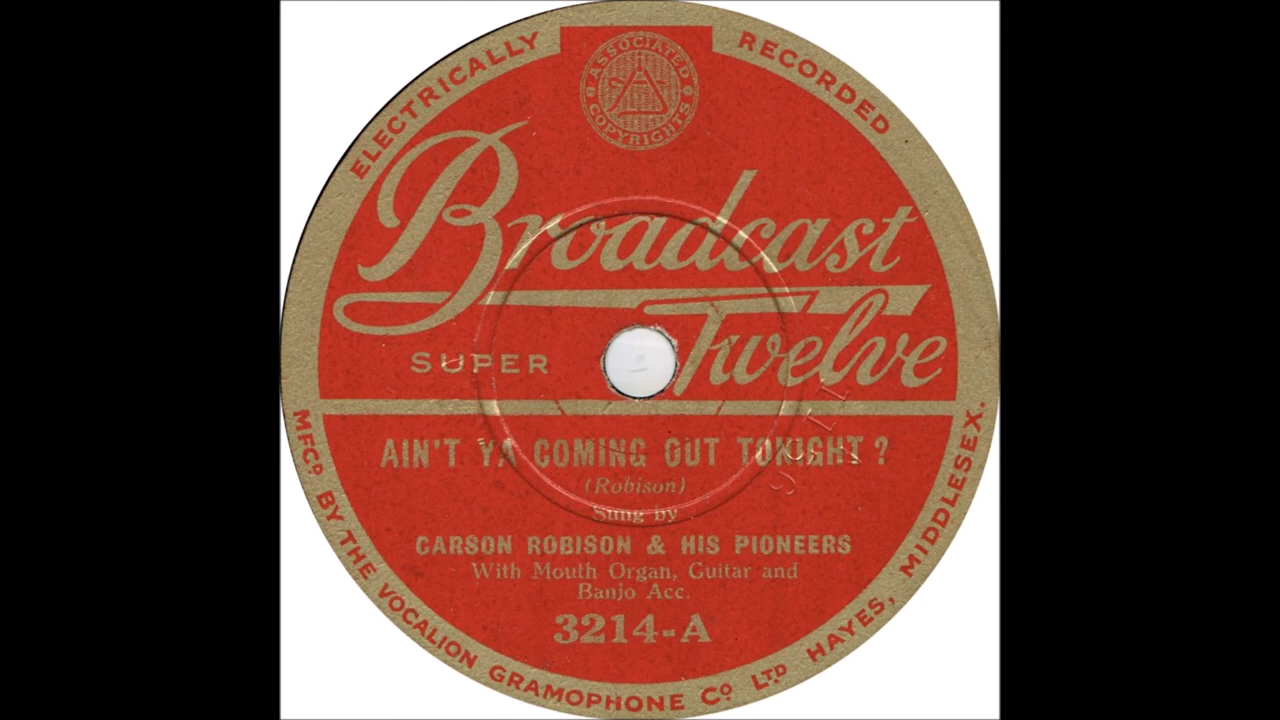 ELECTRICALLY RECORDED
ASSOCIATED
COPYRIGHTS
Broadcast
SUPER
Twelve
AIN'T YA COMING OUT TONIGHT?
(Robison)
Sung by
CARSON ROBISON & HIS PIONEERS
With Mouth Organ, Guitar and
Banjo Acc.
3214-A
MFGD BY THE VOCALION GRAMOPHONE CO LTD HAYES, MIDDLESEX.